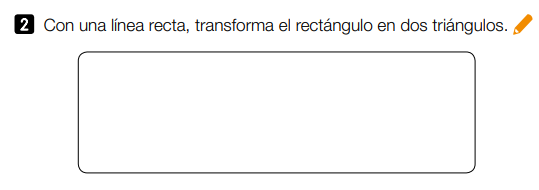 2 Con una línea recta, transforma el rectángulo en dos triángulos.